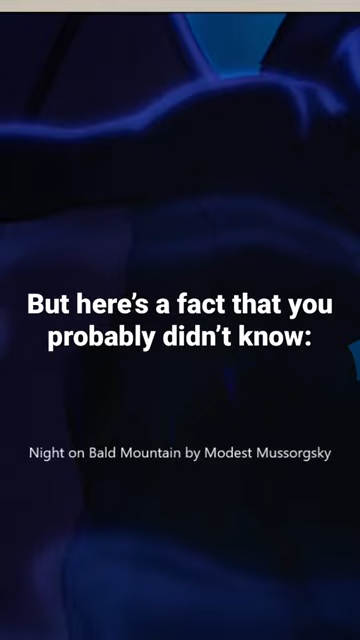 But here’s a fact that you
probably didn’t know:
Night on Bald Mountain by Modest Mussorgsky